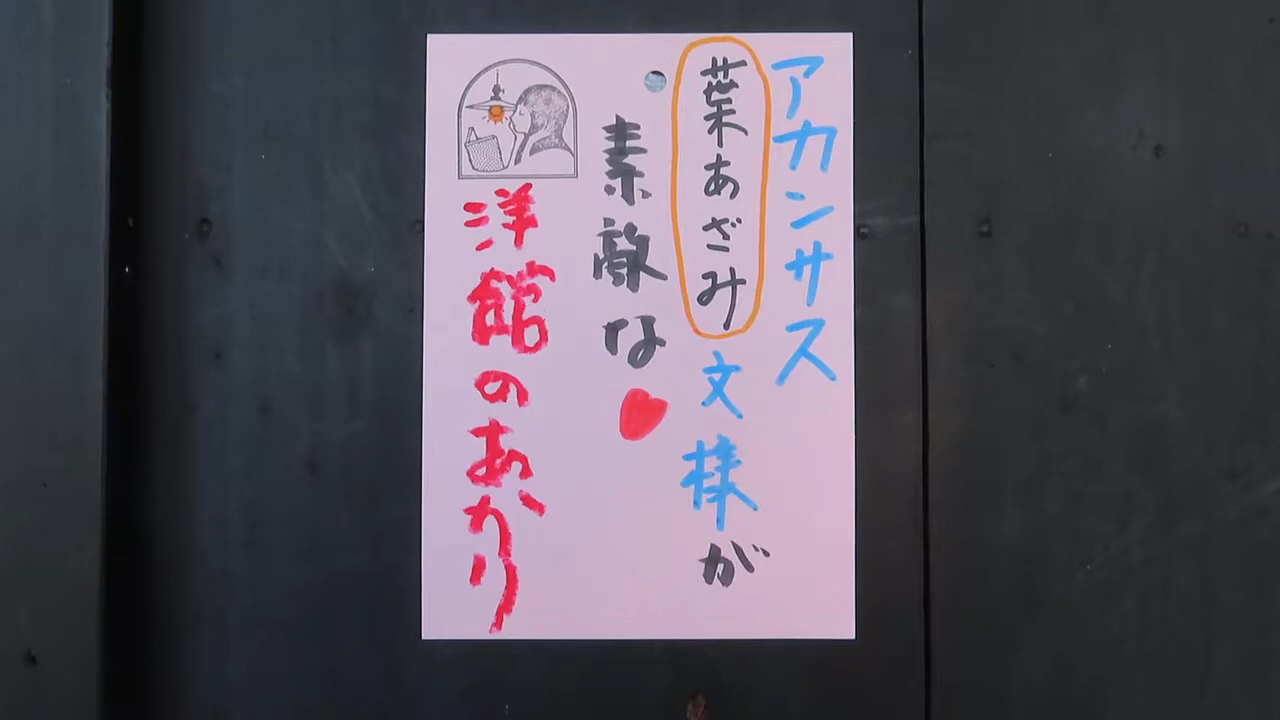 アカンサス
葉あざみ文様が
素敵な
洋館のあかり